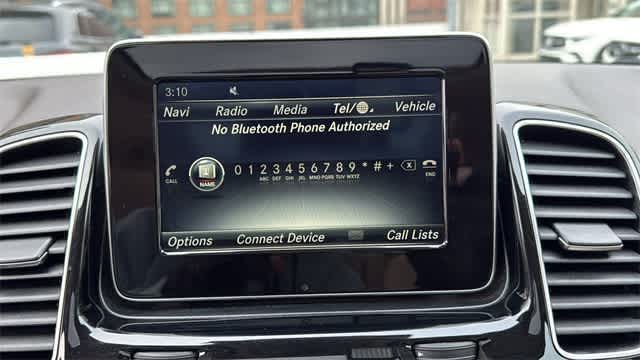 3:10
Navi Radio Media Tel/ Vehicle
No Bluetooth Phone Authorized
0 1 2 3 4 5 6 7 8 9 * # +
ABC DEF GHI JKL MNO PQRS TUV WXYZ
CALL NAME END
Options Connect Device Call Lists